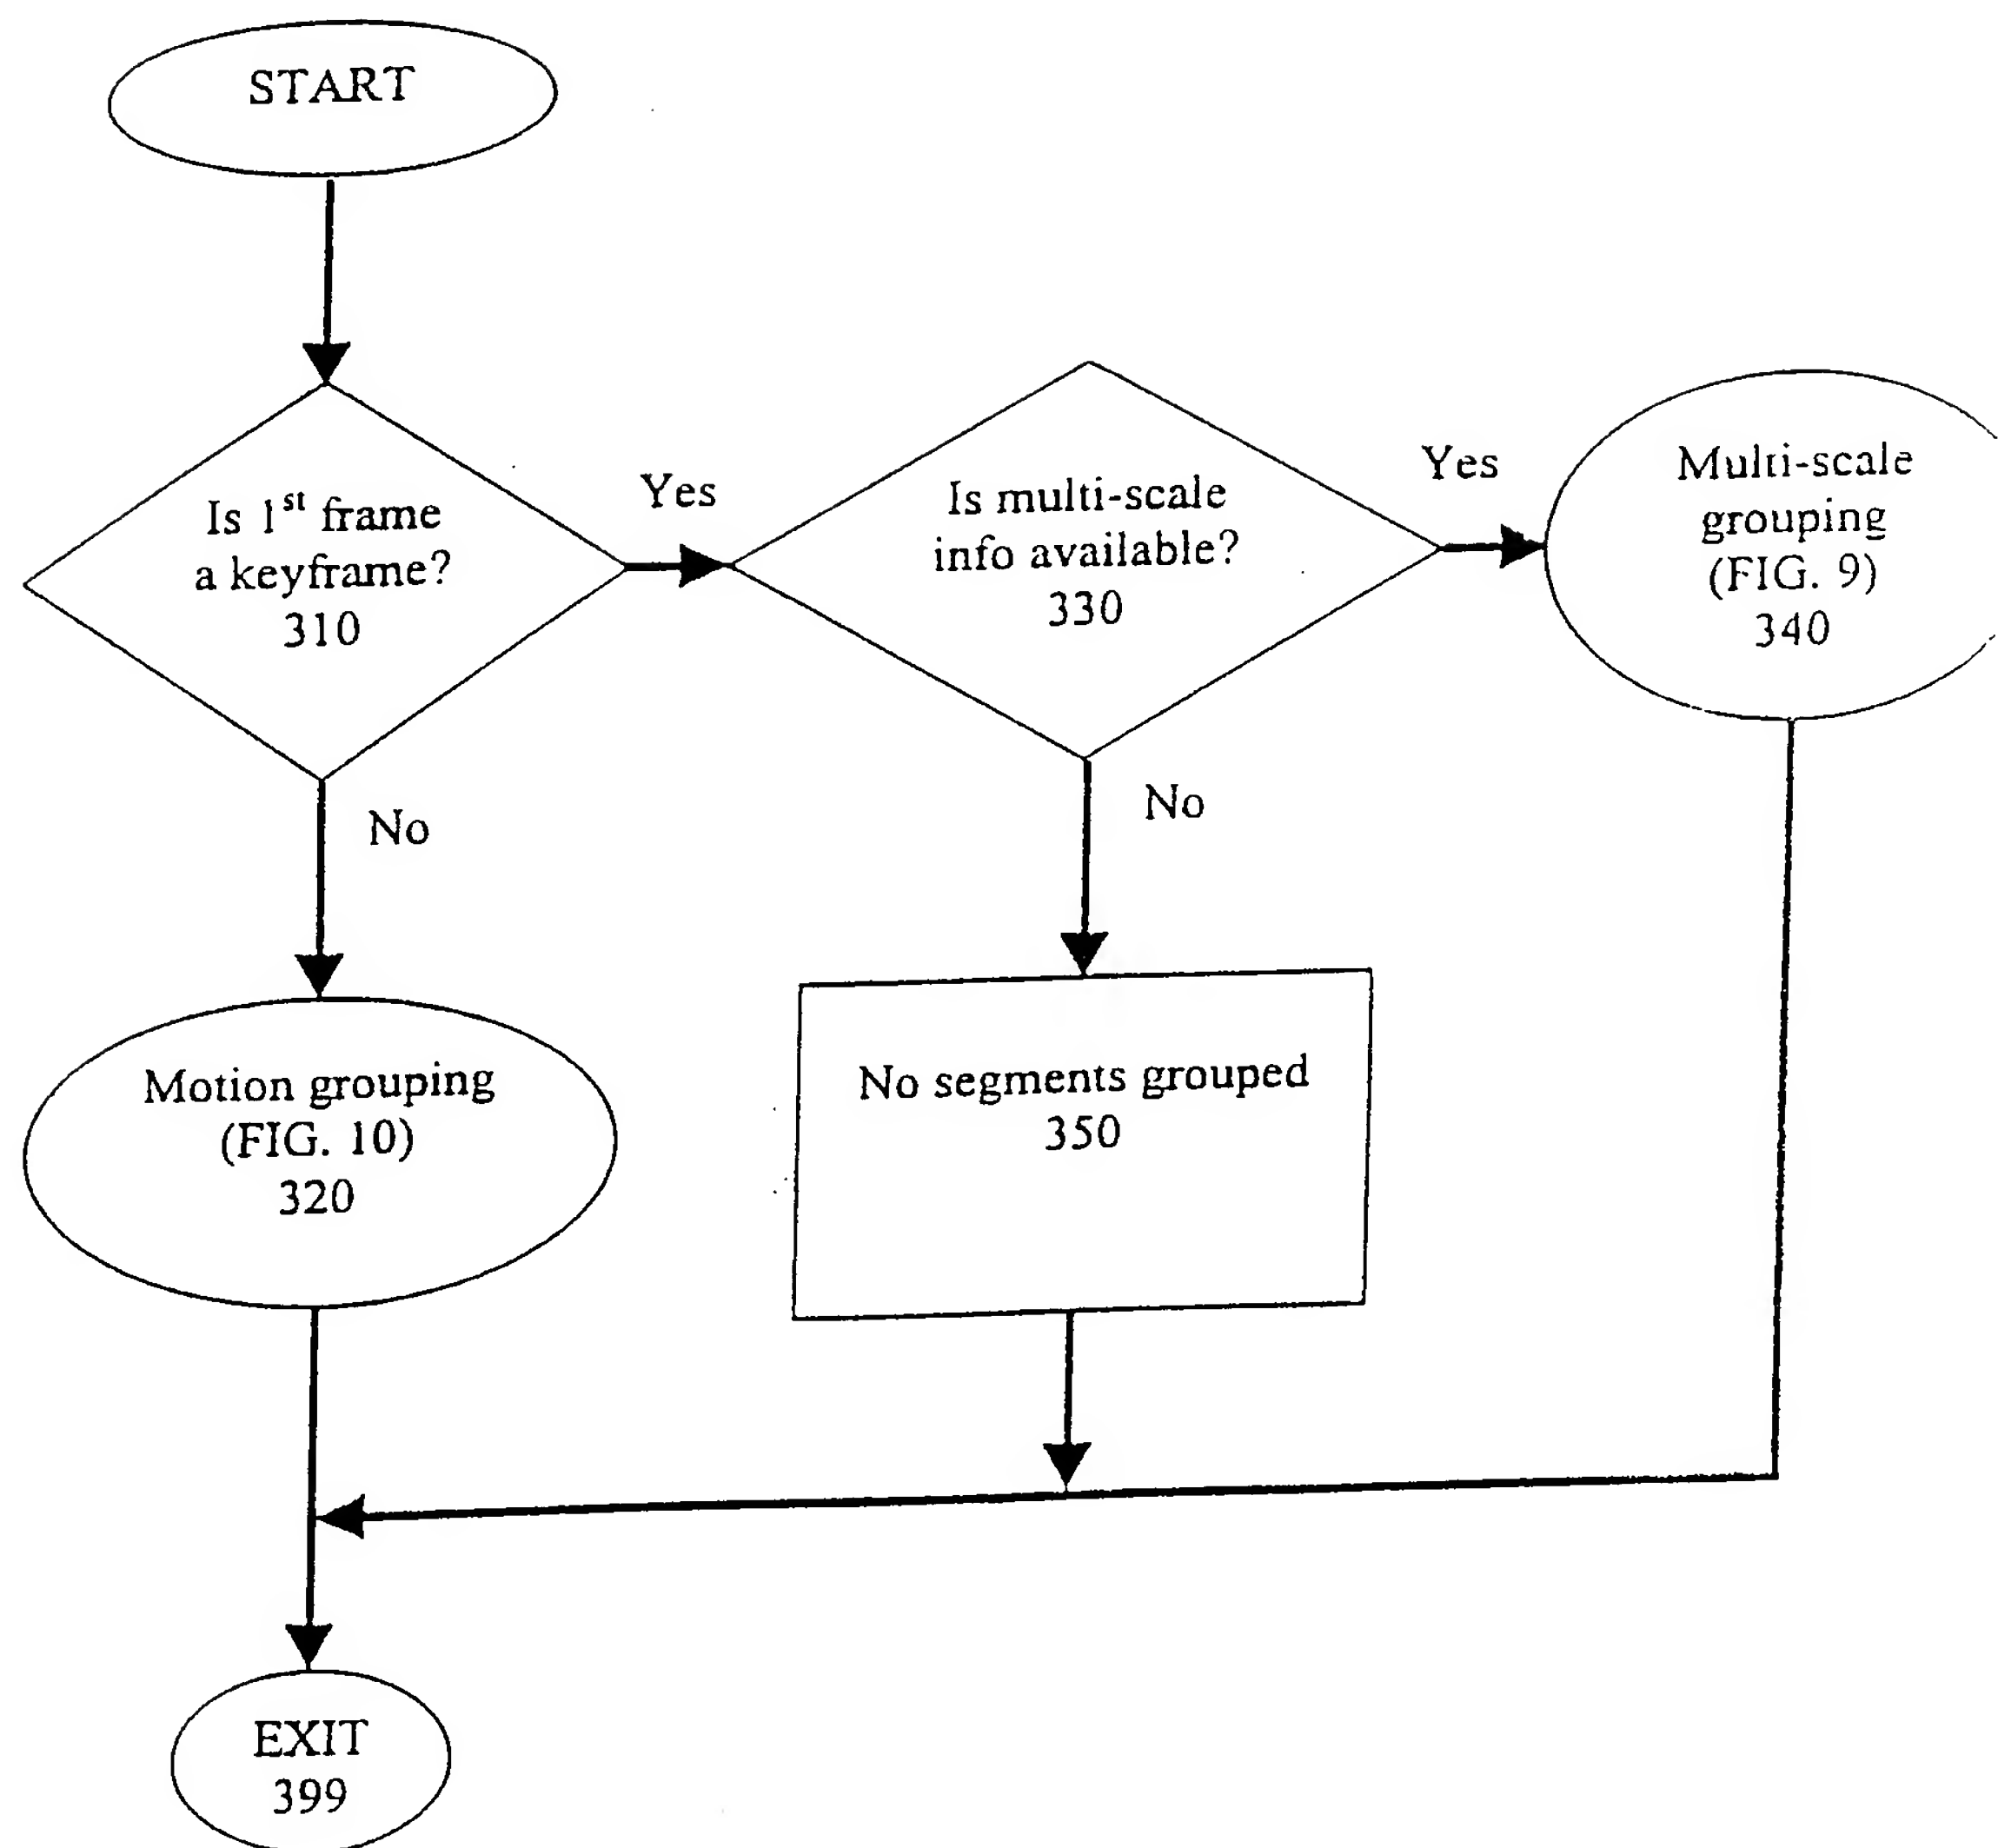 START
Is 1st frame
a keyframe?
310
Yes
Is multi-scale
info available?
330
Yes
Multi-scale
grouping
(FIG. 9)
340
No
No
Motion grouping
(FIG. 10)
320
No segments grouped
350
EXIT
399